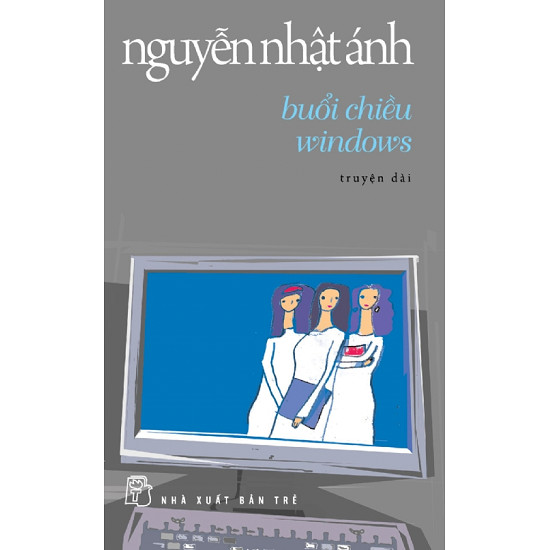 nguyễn nhật ánh
buổi chiều
windows
truyện dài
NHÀ XUẤT BẢN TRẺ